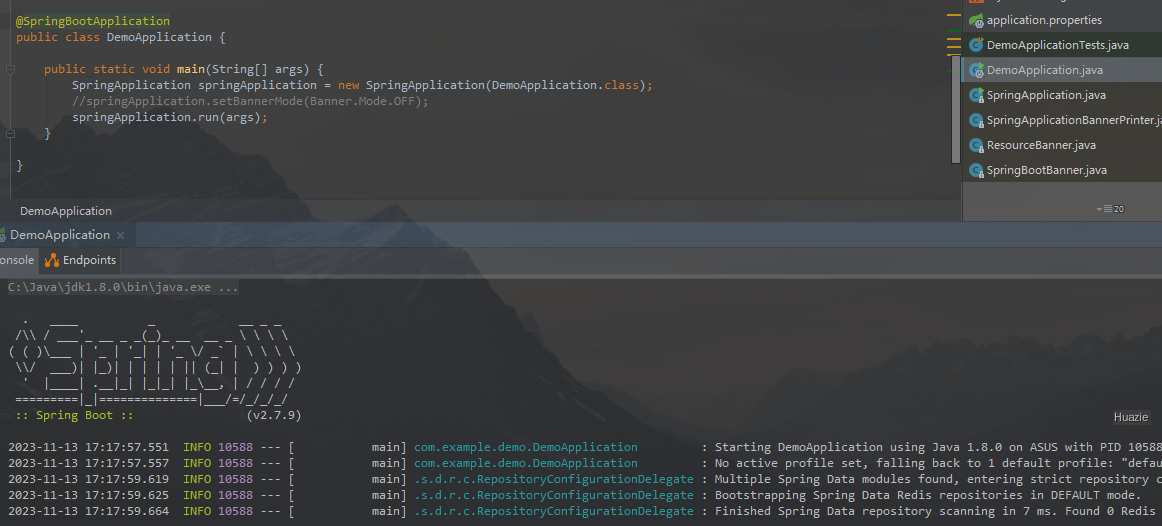 @SpringBootApplication
public class DemoApplication {
public static void main(String[] args) {
SpringApplication springApplication = new SpringApplication(DemoApplication.class);
//springApplication.setBannerMode(Banner.Mode.OFF);
springApplication.run(args);
}
}
application.properties
DemoApplicationTests.java
DemoApplication.java
SpringApplication.java
SpringApplicationBannerPrinter.ja
ResourceBanner.java
SpringBootBanner.java
20
DemoApplication
DemoApplication ×
onsole Endpoints
C:\Java\jdk1.8.0\bin\java.exe ...
  .   ____          _            __ _ _
 /\\ / ___'_ __ _ _(_)_ __  __ _ \ \ \ \
( ( )\___ | '_ | '_| | '_ \/ _` | \ \ \ \
 \\/  ___)| |_)| | | | | || (_| |  ) ) ) )
  '  |____| .__|_| |_|_| |_\__, | / / / /
 =========|_|==============|___/=/_/_/_/
 :: Spring Boot ::                (v2.7.9)
Huazie
2023-11-13 17:17:57.551  INFO 10588 --- [           main] com.example.demo.DemoApplication         : Starting DemoApplication using Java 1.8.0 on ASUS with PID 10588
2023-11-13 17:17:57.557  INFO 10588 --- [           main] com.example.demo.DemoApplication         : No active profile set, falling back to 1 default profile: "defau
2023-11-13 17:17:59.619  INFO 10588 --- [           main] .s.d.r.c.RepositoryConfigurationDelegate : Multiple Spring Data modules found, entering strict repository c
2023-11-13 17:17:59.625  INFO 10588 --- [           main] .s.d.r.c.RepositoryConfigurationDelegate : Bootstrapping Spring Data Redis repositories in DEFAULT mode.
2023-11-13 17:17:59.664  INFO 10588 --- [           main] .s.d.r.c.RepositoryConfigurationDelegate : Finished Spring Data repository scanning in 7 ms. Found 0 Redis